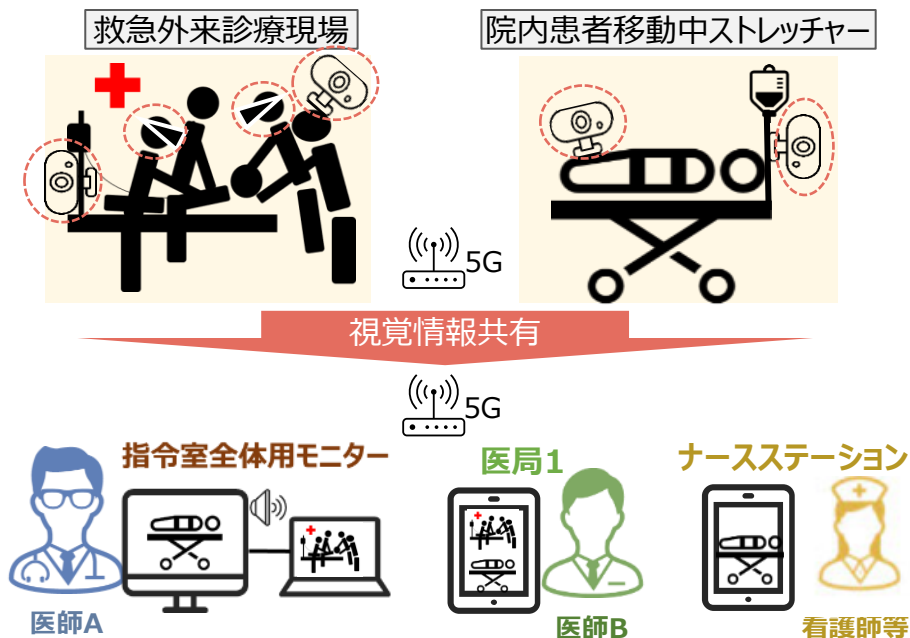 救急外来診療現場
院内患者移動中ストレッチャー
5G
視覚情報共有
5G
指令室全体用モニター
医局1
ナースステーション
医師A
医師B
看護師等